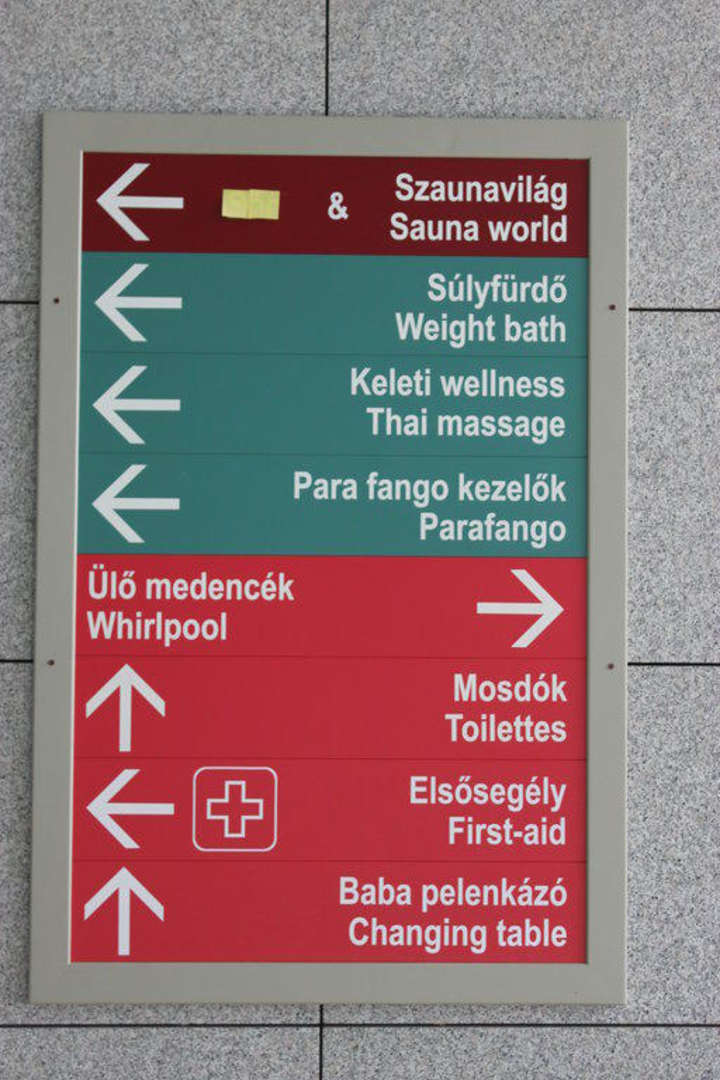 & Szaunavilág
Sauna world
Súlyfürdő
Weight bath
Keleti wellness
Thai massage
Para fango kezelők
Parafango
Ülő medencék
Whirlpool
Mosdók
Toilettes
Elsősegély
First-aid
Baba pelenkázó
Changing table